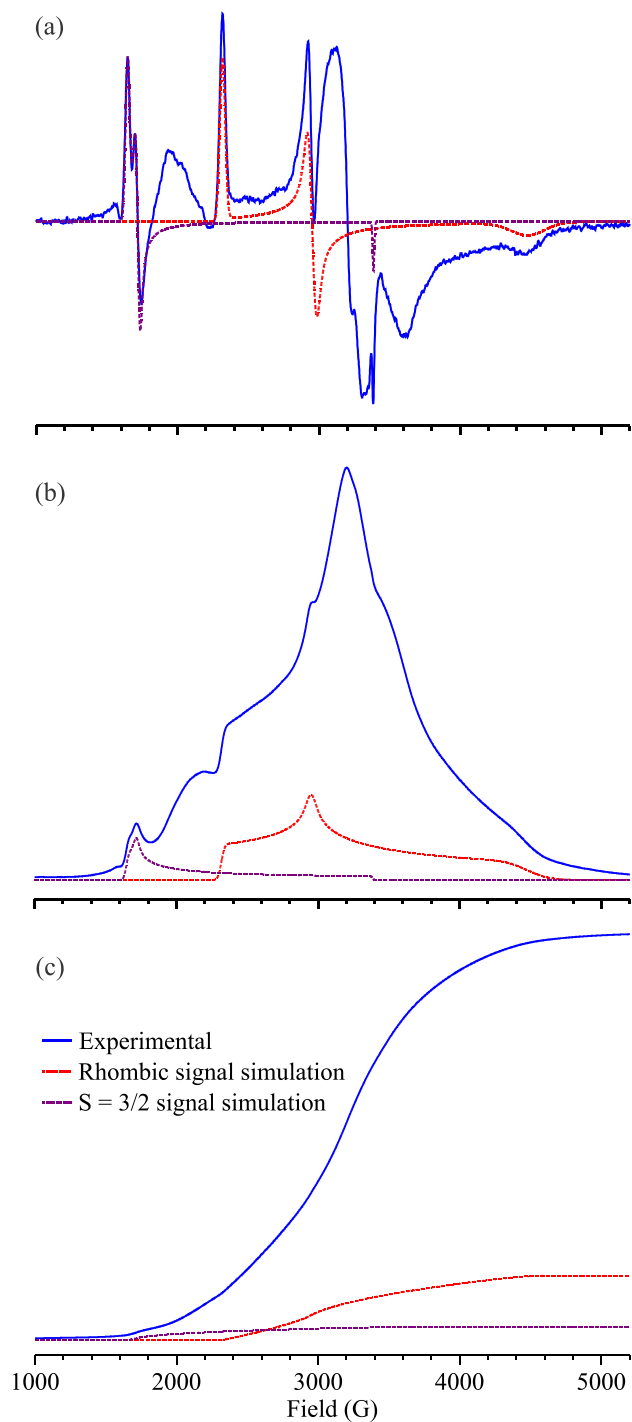 (a)
(b)
(c)
Experimental
Rhombic signal simulation
S = 3/2 signal simulation
1000 2000 3000 4000 5000
Field (G)